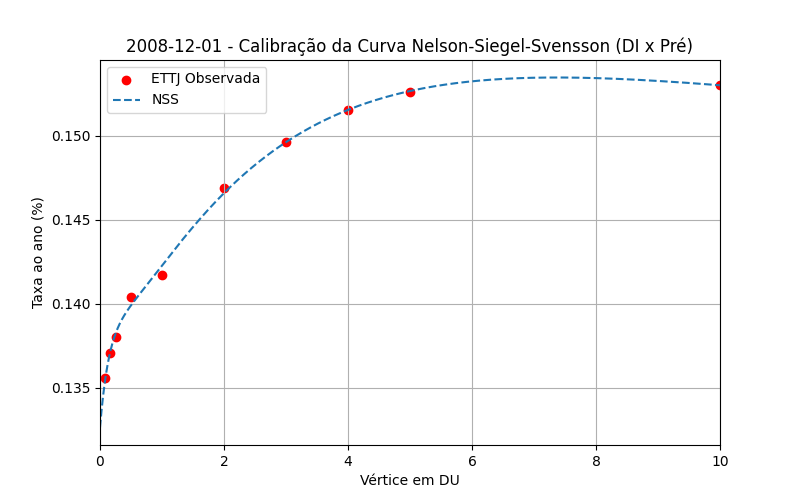 2008-12-01 - Calibração da Curva Nelson-Siegel-Svensson (DI x Pré)
ETTJ Observada
NSS
Taxa ao ano (%)
0.150
0.145
0.140
0.135
0 2 4 6 8 10
Vértice em DU